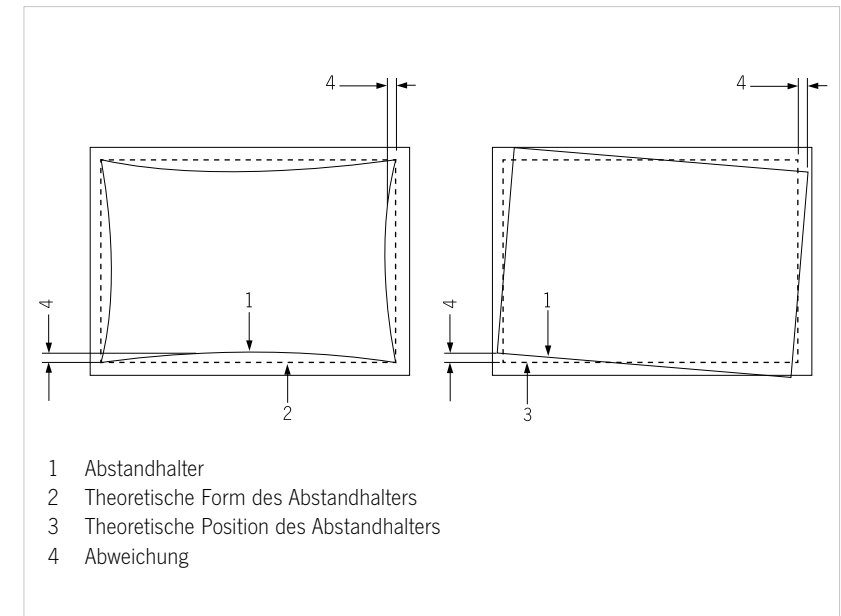 4
4
4
1
4
1
2
3
1 Abstandhalter
2 Theoretische Form des Abstandhalters
3 Theoretische Position des Abstandhalters
4 Abweichung